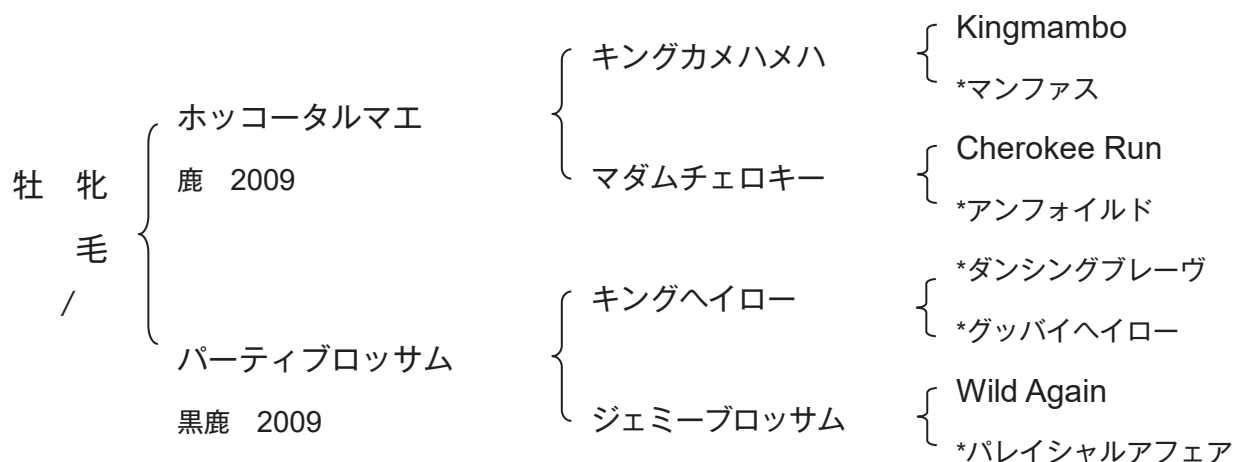 牡 牝
毛
/
ホッコータルマエ
鹿 2009
パーティブロッサム
黒鹿 2009
キングカメハメハ
マダムチェロキー
キングヘイロー
ジェミーブロッサム
Kingmambo
*マンファス
Cherokee Run
*アンフォイルド
*ダンシングブレーヴ
*グッバイヘイロー
Wild Again
*パレイシャルアフェア